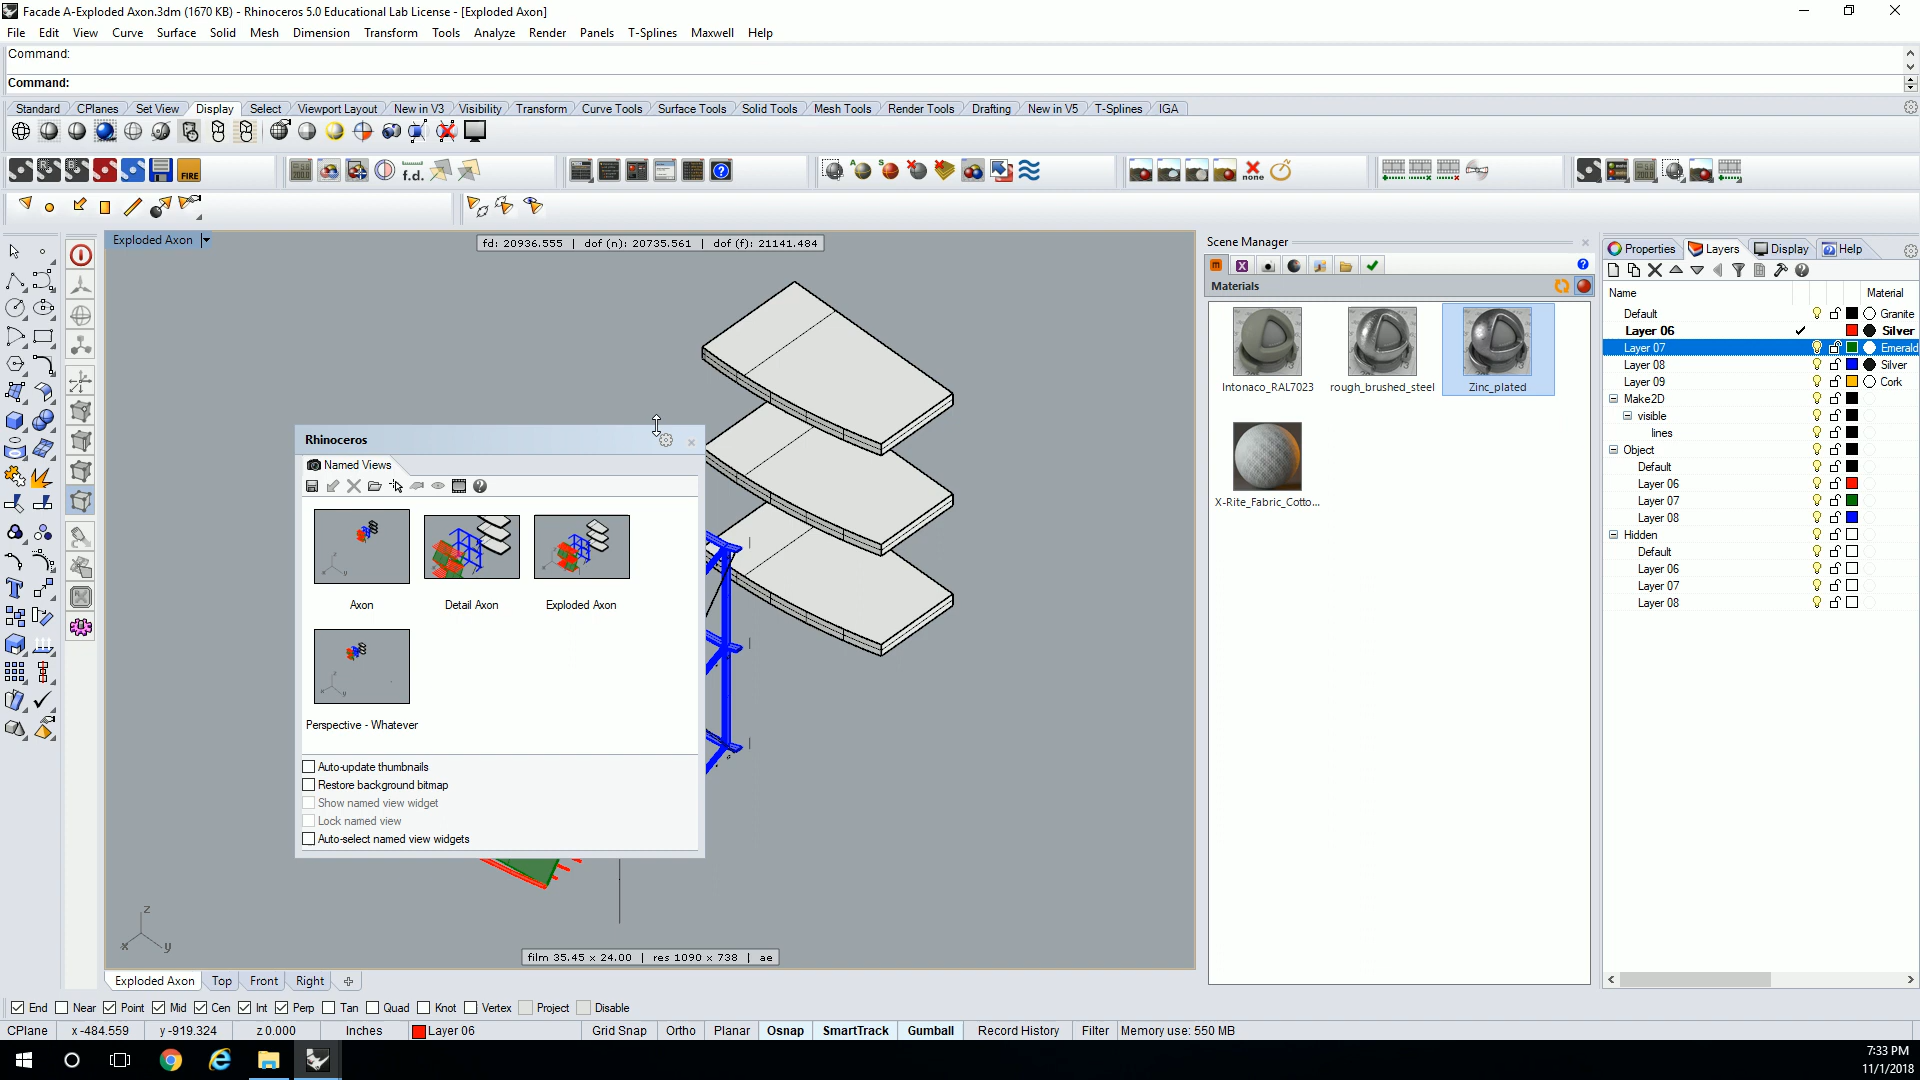 Facade A-Exploded Axon.3dm (1670 KB) - Rhinoceros 5.0 Educational Lab License - [Exploded Axon]
File Edit View Curve Surface Solid Mesh Dimension Transform Tools Analyze Render Panels T-Splines Maxwell Help
Command:
Command:
Standard CPlanes Set View Display Select Viewport Layout New in V3 Visibility Transform Curve Tools Surface Tools Solid Tools Mesh Tools Render Tools Drafting New in V5 T-Splines IGA
FIRE f.d. none
Exploded Axon
fd: 20936.555 | dof (n): 20735.561 | dof (f): 21141.484
Rhinoceros
Named Views
Axon Detail Axon Exploded Axon
Perspective - Whatever
Auto-update thumbnails
Restore background bitmap
Show named view widget
Lock named view
Auto-select named view widgets
z
x y
film 35.45 x 24.00 | res 1090 x 738 | ae
Scene Manager
Materials
Intonaco_RAL7023 rough_brushed_steel Zinc_plated
X-Rite_Fabric_Cotto...
Properties Layers Display Help
Name Material
Default Granite
Layer 06 Silver
Layer 07 Emerald
Layer 08 Silver
Layer 09 Cork
Make2D
visible
lines
Object
Default
Layer 06
Layer 07
Layer 08
Hidden
Default
Layer 06
Layer 07
Layer 08
Exploded Axon Top Front Right
End Near Point Mid Cen Int Perp Tan Quad Knot Vertex Project Disable
CPlane x -484.559 y -919.324 z 0.000 Inches Layer 06 Grid Snap Ortho Planar Osnap SmartTrack Gumball Record History Filter Memory use: 550 MB
7:33 PM
11/1/2018